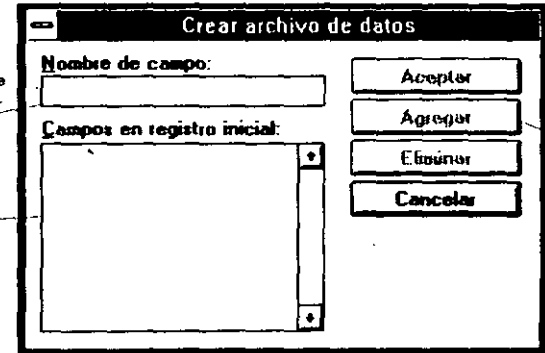 Crear archivo de datos
Nombre de campo:
Aceptar
Agregar
Campos en registro inicial:
Eliminar
Cancelar